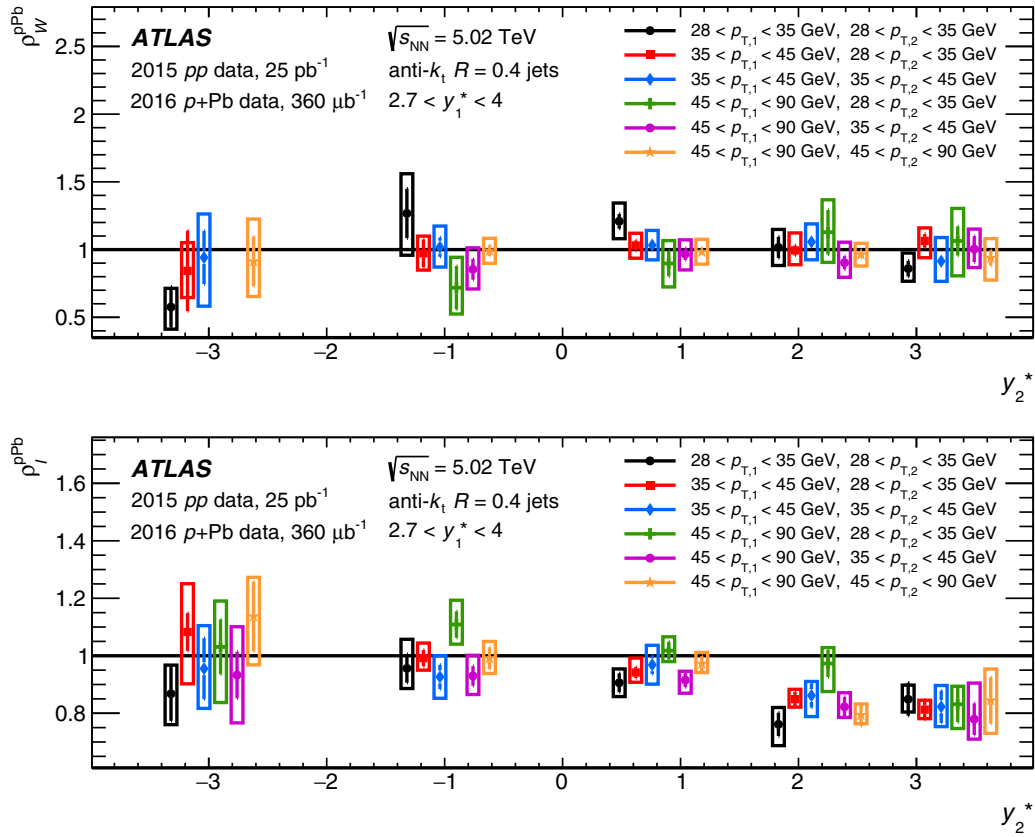 ρ_W^pPb
ATLAS
2015 pp data, 25 pb⁻¹
2016 p+Pb data, 360 μb⁻¹
√s_NN = 5.02 TeV
anti-k_t R = 0.4 jets
2.7 < y₁* < 4
28 < p_T,1 < 35 GeV, 28 < p_T,2 < 35 GeV
35 < p_T,1 < 45 GeV, 28 < p_T,2 < 35 GeV
35 < p_T,1 < 45 GeV, 35 < p_T,2 < 45 GeV
45 < p_T,1 < 90 GeV, 28 < p_T,2 < 35 GeV
45 < p_T,1 < 90 GeV, 35 < p_T,2 < 45 GeV
45 < p_T,1 < 90 GeV, 45 < p_T,2 < 90 GeV
2.5
2
1.5
1
0.5
−3 −2 −1 0 1 2 3
y₂*
ρ_I^pPb
ATLAS
2015 pp data, 25 pb⁻¹
2016 p+Pb data, 360 μb⁻¹
√s_NN = 5.02 TeV
anti-k_t R = 0.4 jets
2.7 < y₁* < 4
28 < p_T,1 < 35 GeV, 28 < p_T,2 < 35 GeV
35 < p_T,1 < 45 GeV, 28 < p_T,2 < 35 GeV
35 < p_T,1 < 45 GeV, 35 < p_T,2 < 45 GeV
45 < p_T,1 < 90 GeV, 28 < p_T,2 < 35 GeV
45 < p_T,1 < 90 GeV, 35 < p_T,2 < 45 GeV
45 < p_T,1 < 90 GeV, 45 < p_T,2 < 90 GeV
1.6
1.4
1.2
1
0.8
−3 −2 −1 0 1 2 3
y₂*